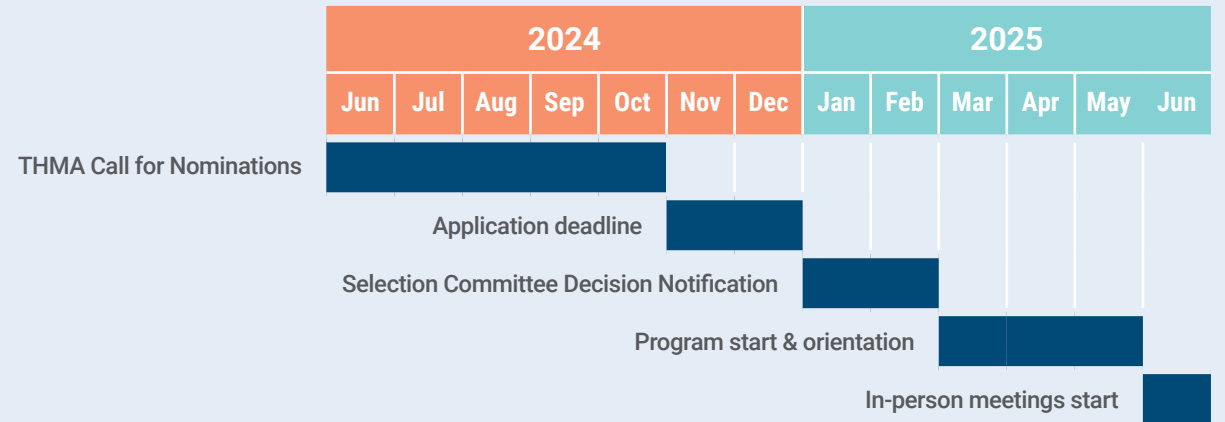 2024 2025
Jun Jul Aug Sep Oct Nov Dec Jan Feb Mar Apr May Jun
THMA Call for Nominations
Application deadline
Selection Committee Decision Notification
Program start & orientation
In-person meetings start